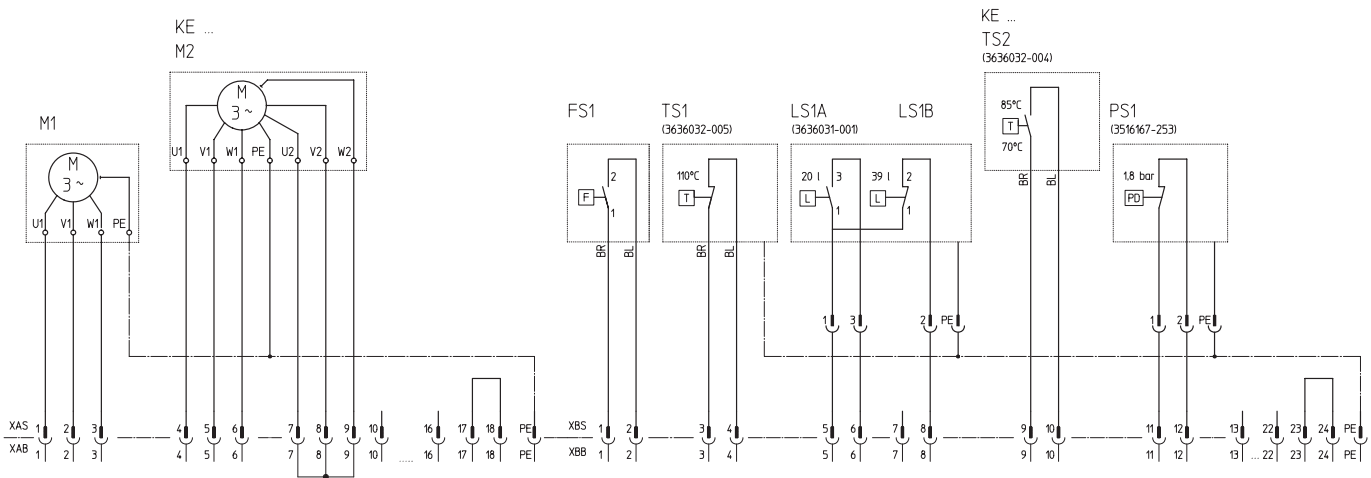 KE ...
M2
KE ...
TS2
(3636032-004)
M1
FS1
TS1
(3636032-005)
LS1A
(3636031-001)
LS1B
PS1
(3516167-253)
M
3 ~
M
3 ~
85°C
T
70°C
U1 V1 W1 PE U2 V2 W2
U1 V1 W1 PE
2
F
1
110°C
T
20 l 3
L
1
39 l 2
L
1
1,8 bar
PD
BR BL
BR BL
BR BL
1 3 2 PE
1 2 PE
XAS 1 2 3 4 5 6 7 8 9 10 16 17 18 PE
XAB 1 2 3 4 5 6 7 8 9 10 ..... 16 17 18 PE
XBS 1 2 3 4 5 6 7 8 9 10 11 12 13 22 23 24 PE
XBB 1 2 3 4 5 6 7 8 9 10 11 12 13 ... 22 23 24 PE